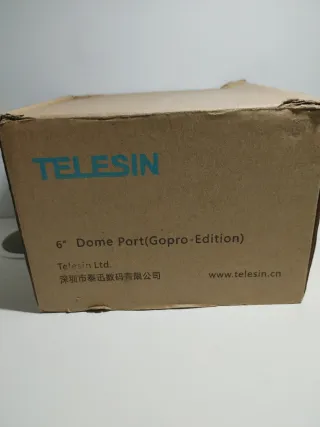 TELESIN
6" Dome Port(Gopro-Edition)
Telesin Ltd.
深圳市泰迅数码有限公司
www.telesin.cn